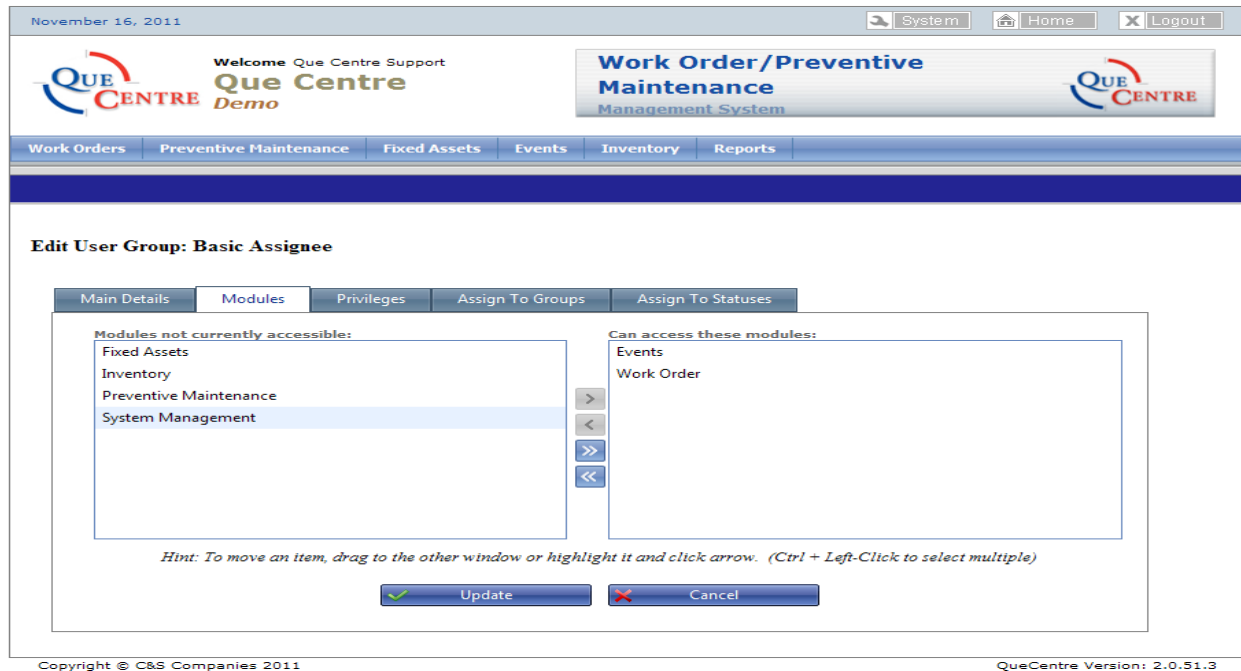 November 16, 2011
System
Home
X Logout
QUE CENTRE
Welcome Que Centre Support
Que Centre
Demo
Work Order/Preventive
Maintenance
Management System
QUE CENTRE
Work Orders Preventive Maintenance Fixed Assets Events Inventory Reports
Edit User Group: Basic Assignee
Main Details Modules Privileges Assign To Groups Assign To Statuses
Modules not currently accessible:
Fixed Assets
Inventory
Preventive Maintenance
System Management
>
<
>>
<<
Can access these modules:
Events
Work Order
Hint: To move an item, drag to the other window or highlight it and click arrow. (Ctrl + Left-Click to select multiple)
Update
Cancel
Copyright © C&S Companies 2011
QueCentre Version: 2.0.51.3